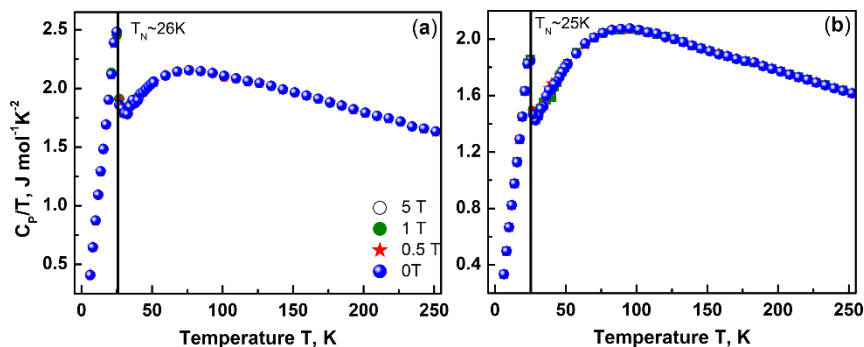 T_N~26K (a)
2.5
2.0
1.5
1.0
0.5
C_P/T, J mol⁻¹K⁻²
5 T
1 T
0.5 T
0T
0 50 100 150 200 250
Temperature T, K
T_N~25K (b)
2.0
1.6
1.2
0.8
0.4
0 50 100 150 200 250
Temperature T, K